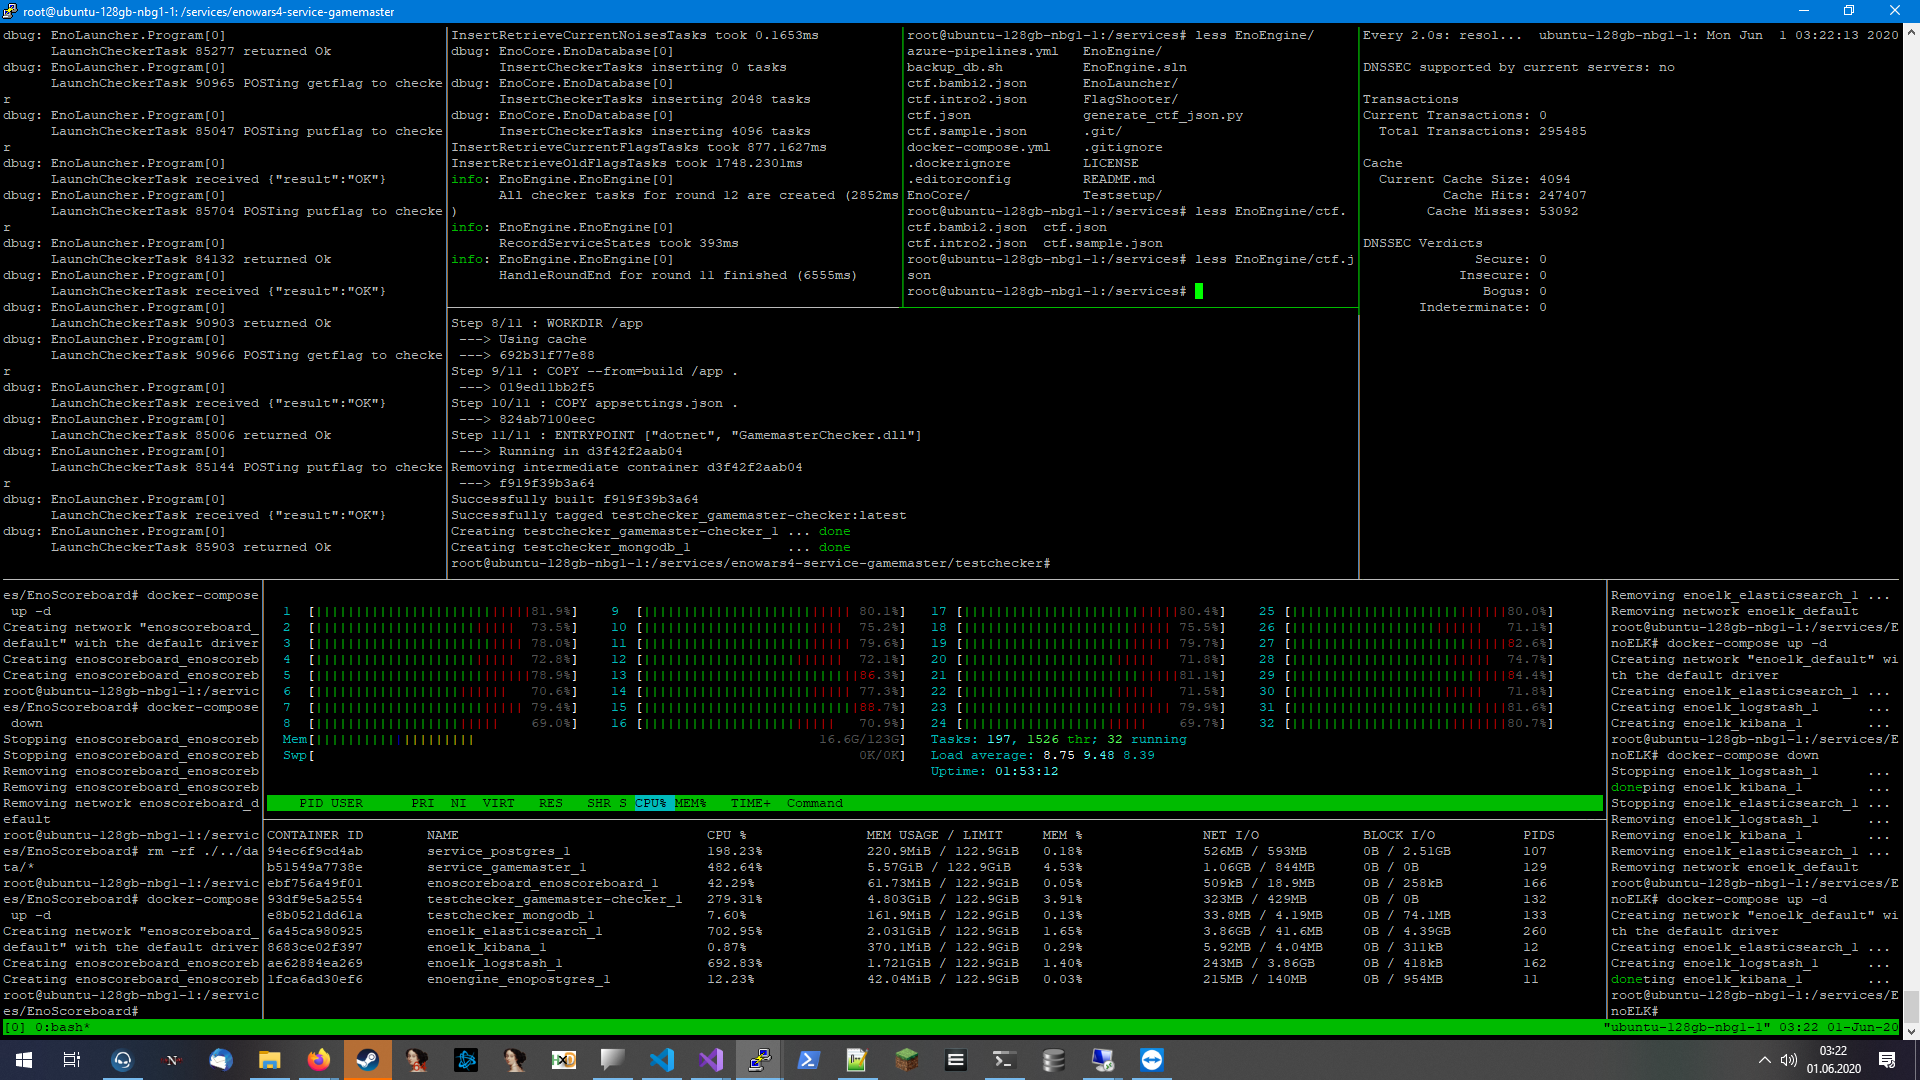 root@ubuntu-128gb-nbg1-1: /services/enowars4-service-gamemaster
dbug: EnoLauncher.Program[0]
LaunchCheckerTask 85277 returned Ok
dbug: EnoLauncher.Program[0]
LaunchCheckerTask 90965 POSTing getflag to checke
r
dbug: EnoLauncher.Program[0]
LaunchCheckerTask 85047 POSTing putflag to checke
r
dbug: EnoLauncher.Program[0]
LaunchCheckerTask received {"result":"OK"}
dbug: EnoLauncher.Program[0]
LaunchCheckerTask 85704 POSTing putflag to checke
r
dbug: EnoLauncher.Program[0]
LaunchCheckerTask 84132 returned Ok
dbug: EnoLauncher.Program[0]
LaunchCheckerTask received {"result":"OK"}
dbug: EnoLauncher.Program[0]
LaunchCheckerTask 90903 returned Ok
dbug: EnoLauncher.Program[0]
LaunchCheckerTask 90966 POSTing getflag to checke
r
dbug: EnoLauncher.Program[0]
LaunchCheckerTask received {"result":"OK"}
dbug: EnoLauncher.Program[0]
LaunchCheckerTask 85006 returned Ok
dbug: EnoLauncher.Program[0]
LaunchCheckerTask 85144 POSTing putflag to checke
r
dbug: EnoLauncher.Program[0]
LaunchCheckerTask received {"result":"OK"}
dbug: EnoLauncher.Program[0]
LaunchCheckerTask 85903 returned Ok
InsertRetrieveCurrentNoisesTasks took 0.1653ms
dbug: EnoCore.EnoDatabase[0]
InsertCheckerTasks inserting 0 tasks
dbug: EnoCore.EnoDatabase[0]
InsertCheckerTasks inserting 2048 tasks
dbug: EnoCore.EnoDatabase[0]
InsertCheckerTasks inserting 4096 tasks
InsertRetrieveCurrentFlagsTasks took 877.1627ms
InsertRetrieveOldFlagsTasks took 1748.2301ms
info: EnoEngine.EnoEngine[0]
All checker tasks for round 12 are created (2852ms
)
info: EnoEngine.EnoEngine[0]
RecordServiceStates took 393ms
info: EnoEngine.EnoEngine[0]
HandleRoundEnd for round 11 finished (6555ms)
root@ubuntu-128gb-nbg1-1:/services# less EnoEngine/
azure-pipelines.yml EnoEngine/
backup_db.sh EnoEngine.sln
ctf.bambi2.json EnoLauncher/
ctf.intro2.json FlagShooter/
ctf.json generate_ctf_json.py
ctf.sample.json .git/
docker-compose.yml .gitignore
.dockerignore LICENSE
.editorconfig README.md
EnoCore/ Testsetup/
root@ubuntu-128gb-nbg1-1:/services# less EnoEngine/ctf.
ctf.bambi2.json ctf.json
ctf.intro2.json ctf.sample.json
root@ubuntu-128gb-nbg1-1:/services# less EnoEngine/ctf.j
son
root@ubuntu-128gb-nbg1-1:/services#
Every 2.0s: resol... ubuntu-128gb-nbg1-1: Mon Jun 1 03:22:13 2020
DNSSEC supported by current servers: no
Transactions
Current Transactions: 0
Total Transactions: 295485
Cache
Current Cache Size: 4094
Cache Hits: 247407
Cache Misses: 53092
DNSSEC Verdicts
Secure: 0
Insecure: 0
Bogus: 0
Indeterminate: 0
Step 8/11 : WORKDIR /app
---> Using cache
---> 692b31f77e88
Step 9/11 : COPY --from=build /app .
---> 019ed11bb2f5
Step 10/11 : COPY appsettings.json .
---> 824ab7100eec
Step 11/11 : ENTRYPOINT ["dotnet", "GamemasterChecker.dll"]
---> Running in d3f42f2aab04
Removing intermediate container d3f42f2aab04
---> f919f39b3a64
Successfully built f919f39b3a64
Successfully tagged testchecker_gamemaster-checker:latest
Creating testchecker_gamemaster-checker_1 ... done
Creating testchecker_mongodb_1 ... done
root@ubuntu-128gb-nbg1-1:/services/enowars4-service-gamemaster/testchecker#
es/EnoScoreboard# docker-compose
up -d
Creating network "enoscoreboard_
default" with the default driver
Creating enoscoreboard_enoscoreb
Creating enoscoreboard_enoscoreb
root@ubuntu-128gb-nbg1-1:/servic
es/EnoScoreboard# docker-compose
down
Stopping enoscoreboard_enoscoreb
Stopping enoscoreboard_enoscoreb
Removing enoscoreboard_enoscoreb
Removing enoscoreboard_enoscoreb
Removing network enoscoreboard_d
efault
root@ubuntu-128gb-nbg1-1:/servic
es/EnoScoreboard# rm -rf ./../da
ta/*
root@ubuntu-128gb-nbg1-1:/servic
es/EnoScoreboard# docker-compose
up -d
Creating network "enoscoreboard_
default" with the default driver
Creating enoscoreboard_enoscoreb
Creating enoscoreboard_enoscoreb
root@ubuntu-128gb-nbg1-1:/servic
es/EnoScoreboard#
1 [81.9%] 9 [80.1%] 17 [80.4%] 25 [80.0%]
2 [73.5%] 10 [75.2%] 18 [75.5%] 26 [71.1%]
3 [78.0%] 11 [79.6%] 19 [79.7%] 27 [82.6%]
4 [72.8%] 12 [72.1%] 20 [71.8%] 28 [74.7%]
5 [78.9%] 13 [86.3%] 21 [81.1%] 29 [84.4%]
6 [70.6%] 14 [77.3%] 22 [71.5%] 30 [71.8%]
7 [79.4%] 15 [88.7%] 23 [79.9%] 31 [81.6%]
8 [69.0%] 16 [70.9%] 24 [69.7%] 32 [80.7%]
Mem[16.6G/123G] Tasks: 197, 1526 thr; 32 running
Swp[0K/0K] Load average: 8.75 9.48 8.39
Uptime: 01:53:12
PID USER PRI NI VIRT RES SHR S CPU% MEM% TIME+ Command
CONTAINER ID NAME CPU % MEM USAGE / LIMIT MEM % NET I/O BLOCK I/O PIDS
94ec6f9cd4ab service_postgres_1 198.23% 220.9MiB / 122.9GiB 0.18% 526MB / 593MB 0B / 2.51GB 107
b51549a7738e service_gamemaster_1 482.64% 5.57GiB / 122.9GiB 4.53% 1.06GB / 844MB 0B / 0B 129
ebf756a49f01 enoscoreboard_enoscoreboard_1 42.29% 61.73MiB / 122.9GiB 0.05% 509kB / 18.9MB 0B / 258kB 166
93df9e5a2554 testchecker_gamemaster-checker_1 279.31% 4.803GiB / 122.9GiB 3.91% 323MB / 429MB 0B / 0B 132
e8b0521dd61a testchecker_mongodb_1 7.60% 161.9MiB / 122.9GiB 0.13% 33.8MB / 4.19MB 0B / 74.1MB 133
6a45ca980925 enoelk_elasticsearch_1 702.95% 2.031GiB / 122.9GiB 1.65% 3.86GB / 41.6MB 0B / 4.39GB 260
8683ce02f397 enoelk_kibana_1 0.87% 370.1MiB / 122.9GiB 0.29% 5.92MB / 4.04MB 0B / 311kB 12
ae62884ea269 enoelk_logstash_1 692.83% 1.721GiB / 122.9GiB 1.40% 243MB / 3.86GB 0B / 418kB 162
1fca6ad30ef6 enoengine_enopostgres_1 12.23% 42.04MiB / 122.9GiB 0.03% 215MB / 140MB 0B / 954MB 11
Removing enoelk_elasticsearch_1 ...
Removing network enoelk_default
root@ubuntu-128gb-nbg1-1:/services/E
noELK# docker-compose up -d
Creating network "enoelk_default" wi
th the default driver
Creating enoelk_elasticsearch_1 ...
Creating enoelk_logstash_1 ...
Creating enoelk_kibana_1 ...
root@ubuntu-128gb-nbg1-1:/services/E
noELK# docker-compose down
Stopping enoelk_logstash_1 ...
doneping enoelk_kibana_1 ...
Stopping enoelk_elasticsearch_1 ...
Removing enoelk_logstash_1 ...
Removing enoelk_kibana_1 ...
Removing enoelk_elasticsearch_1 ...
Removing network enoelk_default
root@ubuntu-128gb-nbg1-1:/services/E
noELK# docker-compose up -d
Creating network "enoelk_default" wi
th the default driver
Creating enoelk_elasticsearch_1 ...
Creating enoelk_logstash_1 ...
doneting enoelk_kibana_1 ...
root@ubuntu-128gb-nbg1-1:/services/E
noELK#
[0] 0:bash* "ubuntu-128gb-nbg1-1" 03:22 01-Jun-20
03:22
01.06.2020